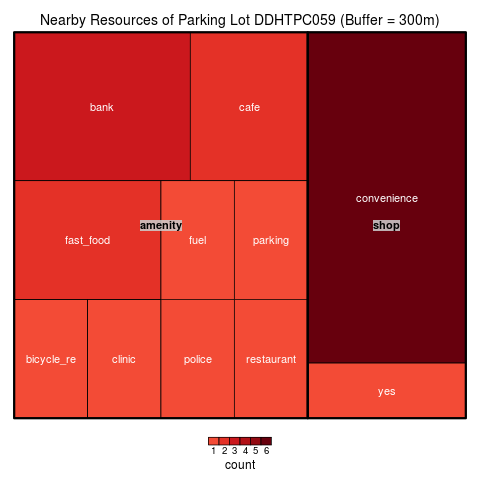 Nearby Resources of Parking Lot DDHTPC059 (Buffer = 300m)
bank
cafe
convenience
fast_food
amenity
fuel
parking
shop
bicycle_re
clinic
police
restaurant
yes
1 2 3 4 5 6
count